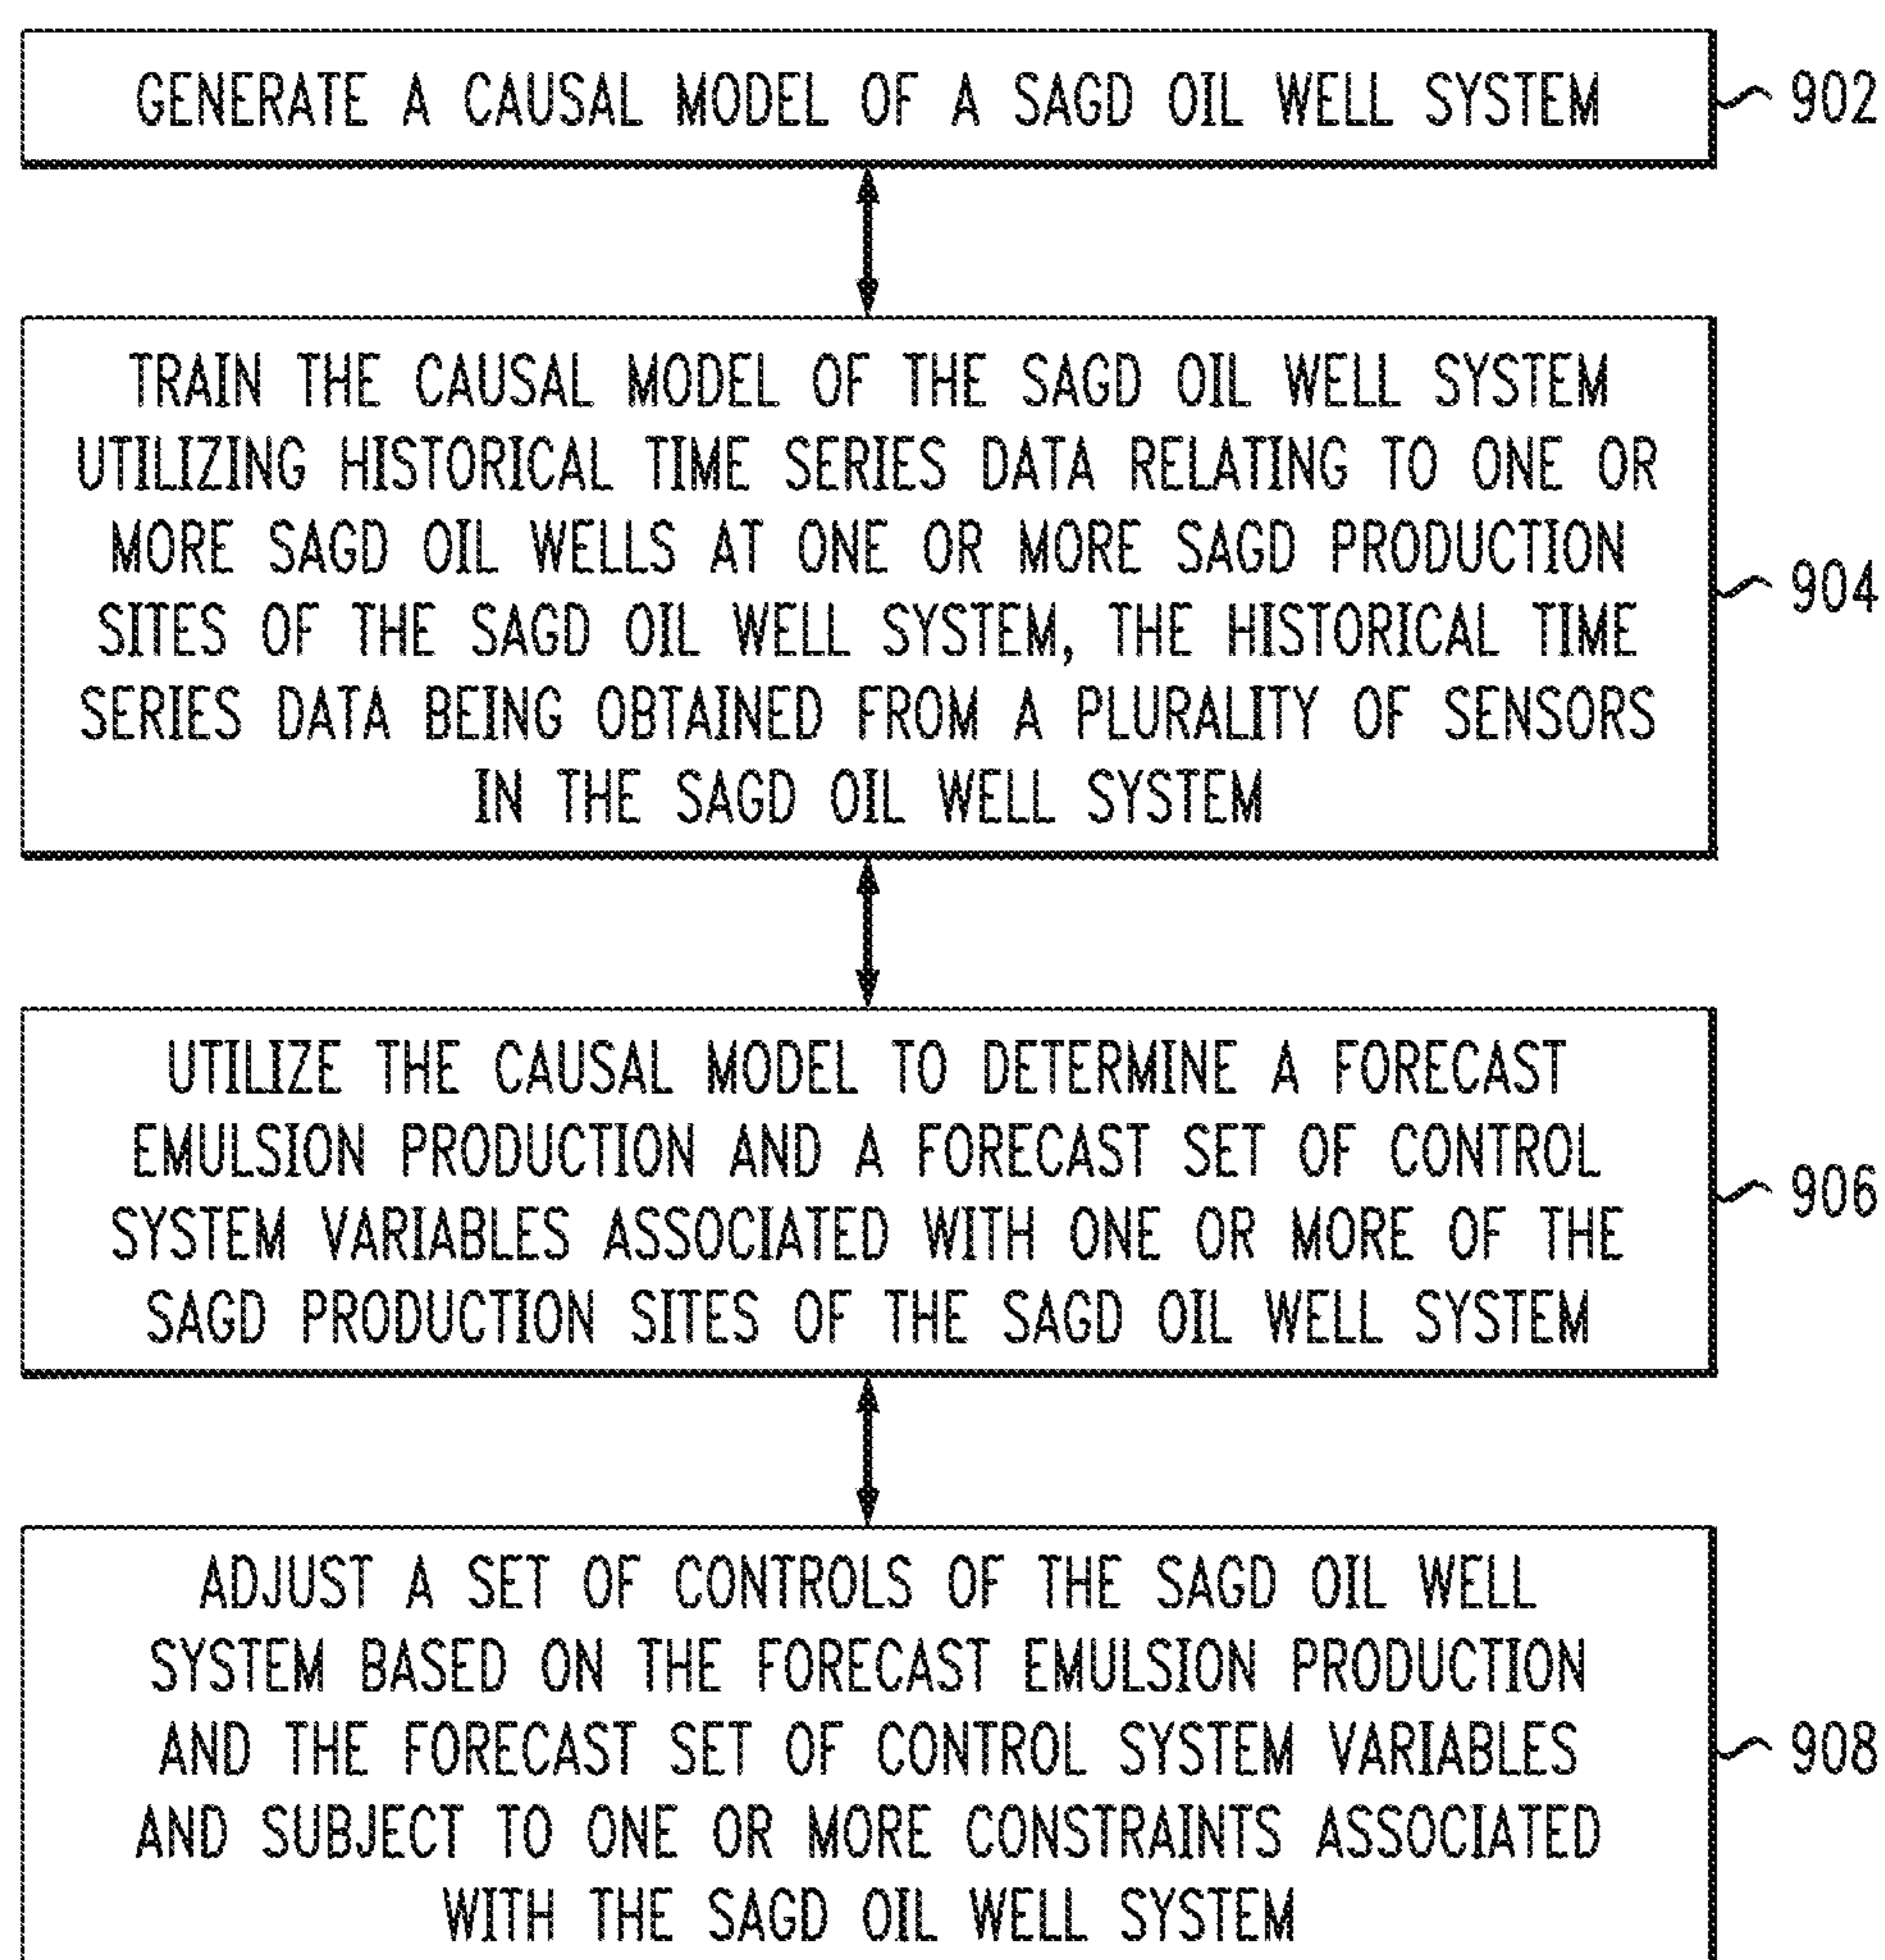 GENERATE A CAUSAL MODEL OF A SAGD OIL WELL SYSTEM
902
TRAIN THE CAUSAL MODEL OF THE SAGD OIL WELL SYSTEM
UTILIZING HISTORICAL TIME SERIES DATA RELATING TO ONE OR
MORE SAGD OIL WELLS AT ONE OR MORE SAGD PRODUCTION
SITES OF THE SAGD OIL WELL SYSTEM, THE HISTORICAL TIME
SERIES DATA BEING OBTAINED FROM A PLURALITY OF SENSORS
IN THE SAGD OIL WELL SYSTEM
904
UTILIZE THE CAUSAL MODEL TO DETERMINE A FORECAST
EMULSION PRODUCTION AND A FORECAST SET OF CONTROL
SYSTEM VARIABLES ASSOCIATED WITH ONE OR MORE OF THE
SAGD PRODUCTION SITES OF THE SAGD OIL WELL SYSTEM
906
ADJUST A SET OF CONTROLS OF THE SAGD OIL WELL
SYSTEM BASED ON THE FORECAST EMULSION PRODUCTION
AND THE FORECAST SET OF CONTROL SYSTEM VARIABLES
AND SUBJECT TO ONE OR MORE CONSTRAINTS ASSOCIATED
WITH THE SAGD OIL WELL SYSTEM
908